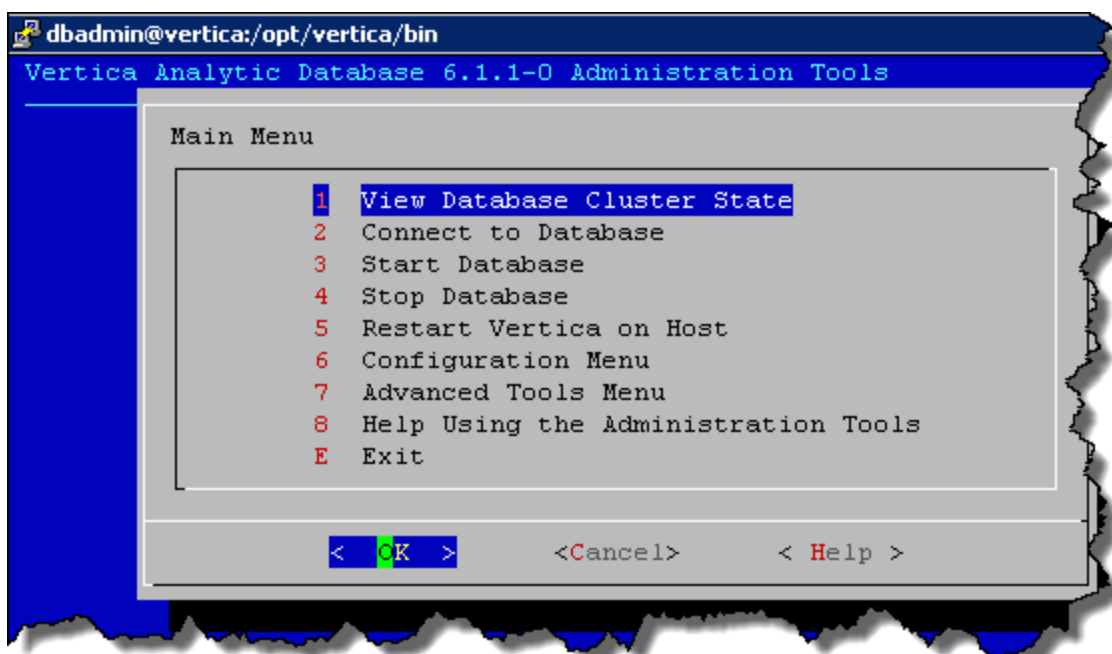 dbadmin@vertica:/opt/vertica/bin
Vertica Analytic Database 6.1.1-0 Administration Tools
Main Menu
1 View Database Cluster State
2 Connect to Database
3 Start Database
4 Stop Database
5 Restart Vertica on Host
6 Configuration Menu
7 Advanced Tools Menu
8 Help Using the Administration Tools
E Exit
< OK > <Cancel> < Help >